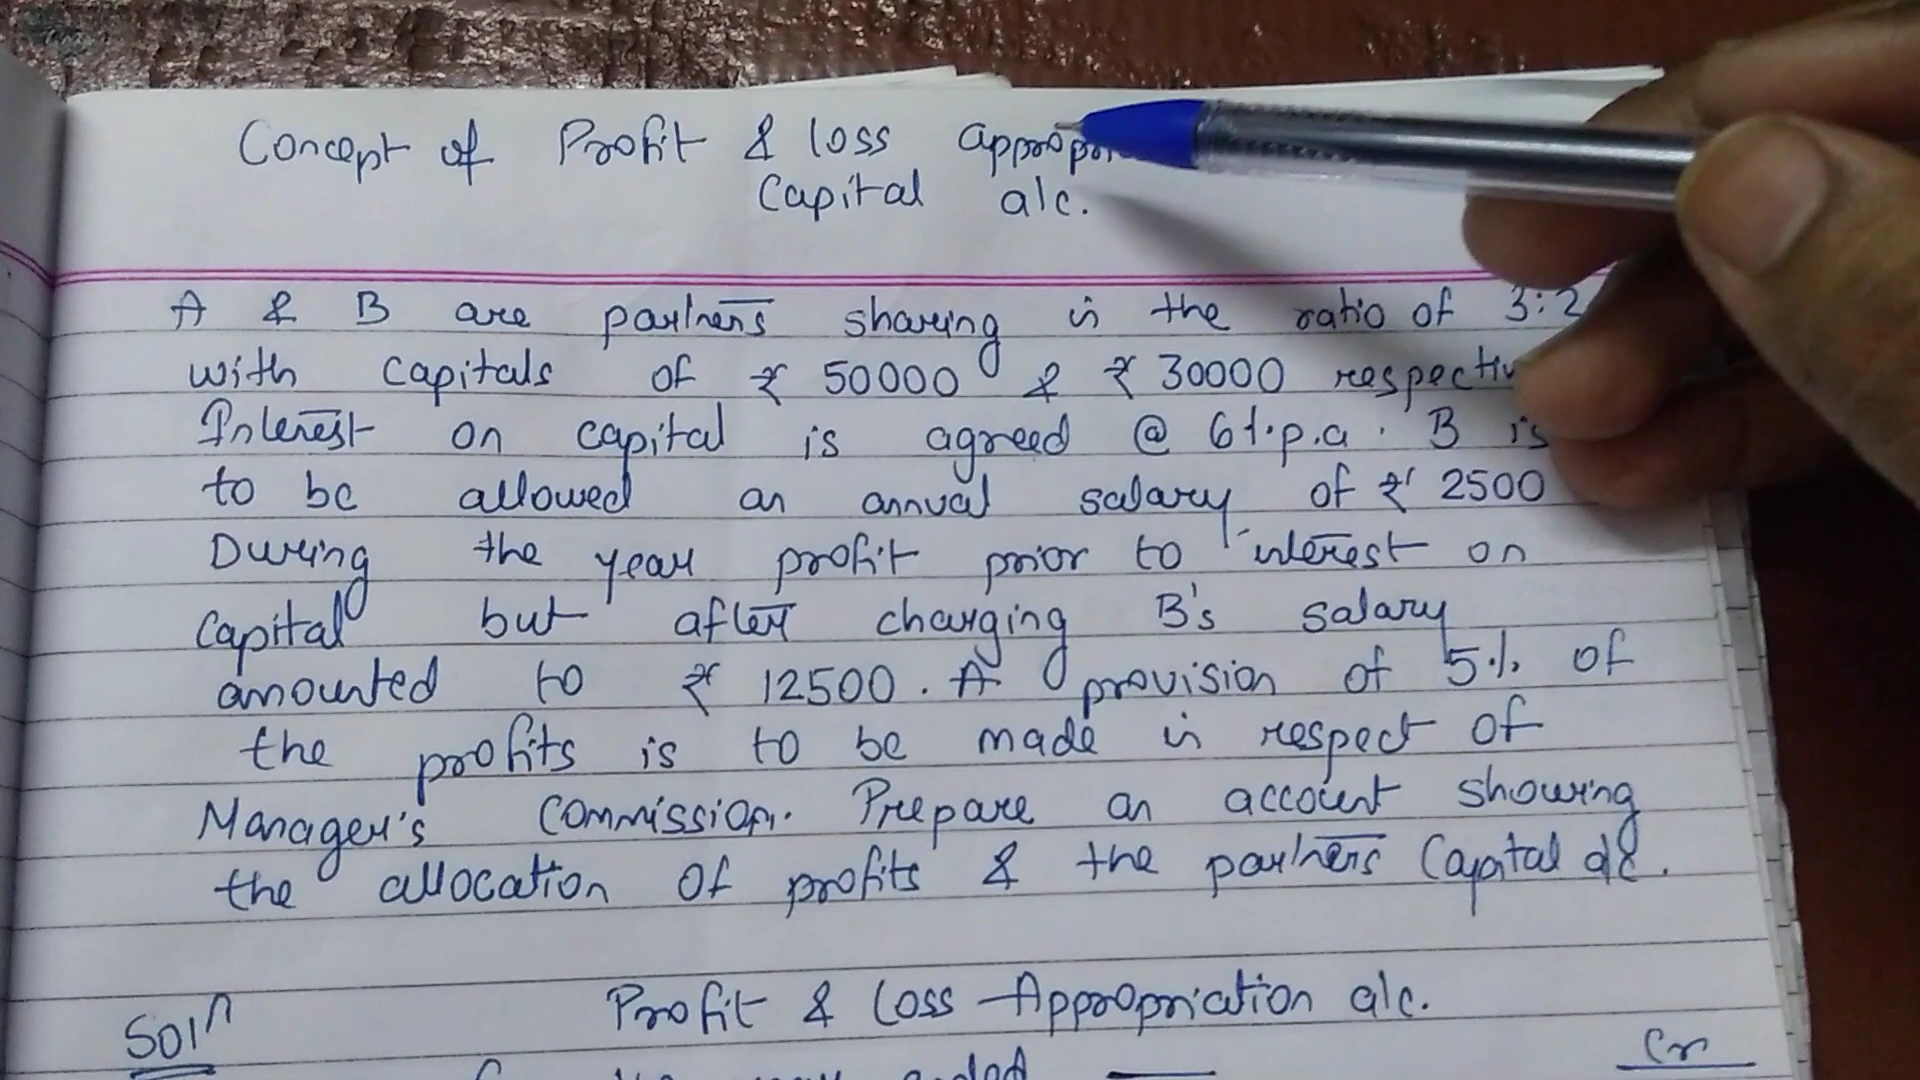 Concept of Profit & loss
Capital a/c.
A & B are partners sharing in the ratio of 3:2
with capitals of ₹ 50000 & ₹ 30000
Interest on capital is agreed @ 6%.p.a. B is
to be allowed an annual salary of ₹ 2500
During the year profit prior to interest on
capital but after charging B's salary
amounted to ₹ 12500. A provision of 5% of
the profits is to be made in respect of
Manager's Commission. Prepare an account showing
the allocation of profits & the partners Capital a/c.
Profit & Loss Appropriation a/c.
Solⁿ
Cr